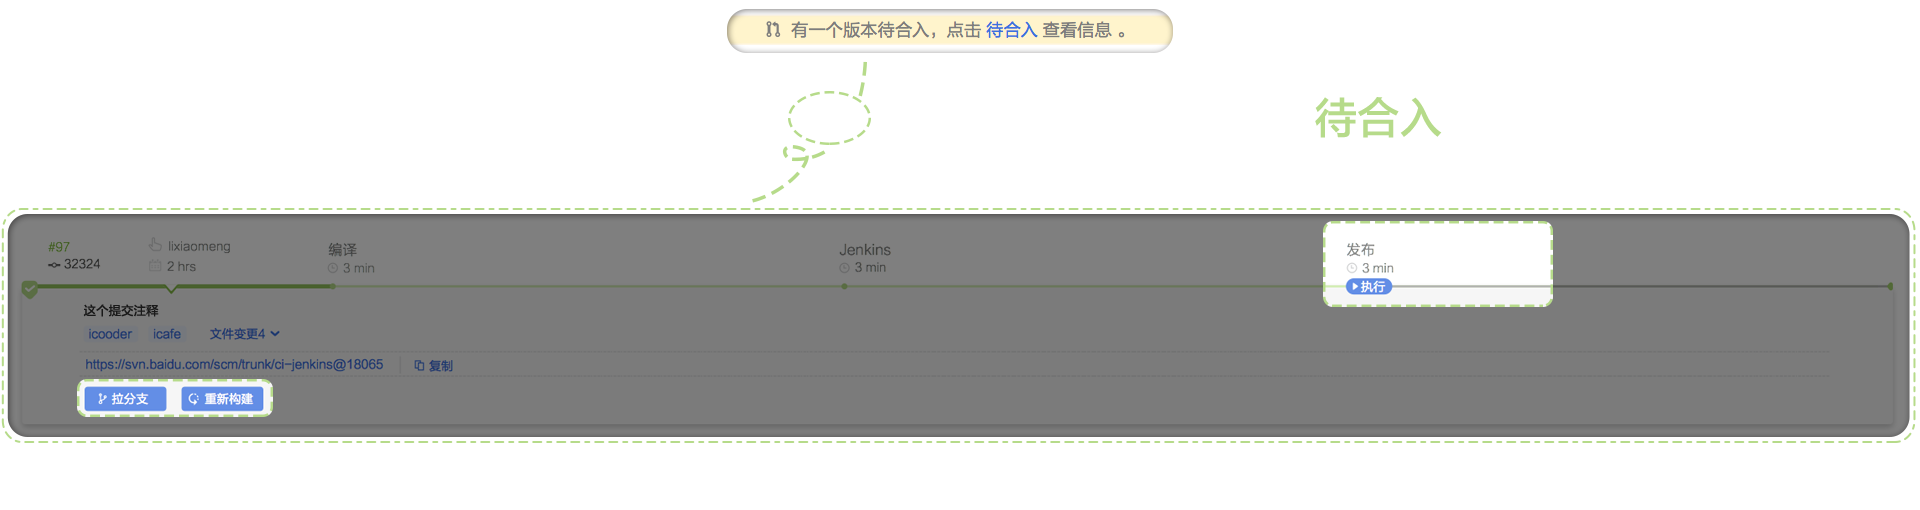 有一个版本待合入，点击 待合入 查看信息 。
待合入
#97
lixiaomeng
32324
2 hrs
编译
3 min
Jenkins
3 min
发布
3 min
执行
这个提交注释
icooder icafe 文件变更4
https://svn.baidu.com/scm/trunk/ci-jenkins@18065 复制
拉分支 重新构建